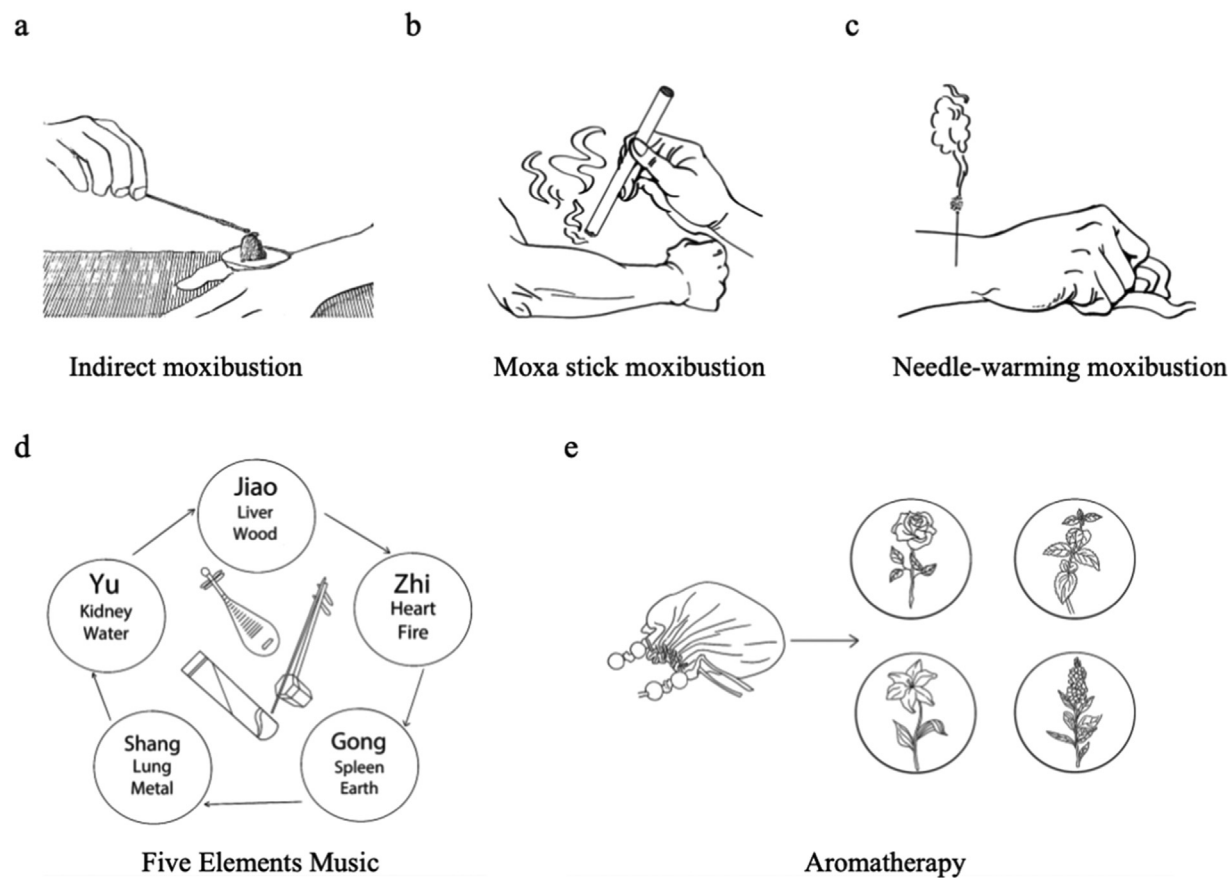 a
b
c
Indirect moxibustion
Moxa stick moxibustion
Needle-warming moxibustion
d
e
Jiao
Liver
Wood
Yu
Kidney
Water
Zhi
Heart
Fire
Shang
Lung
Metal
Gong
Spleen
Earth
Five Elements Music
Aromatherapy